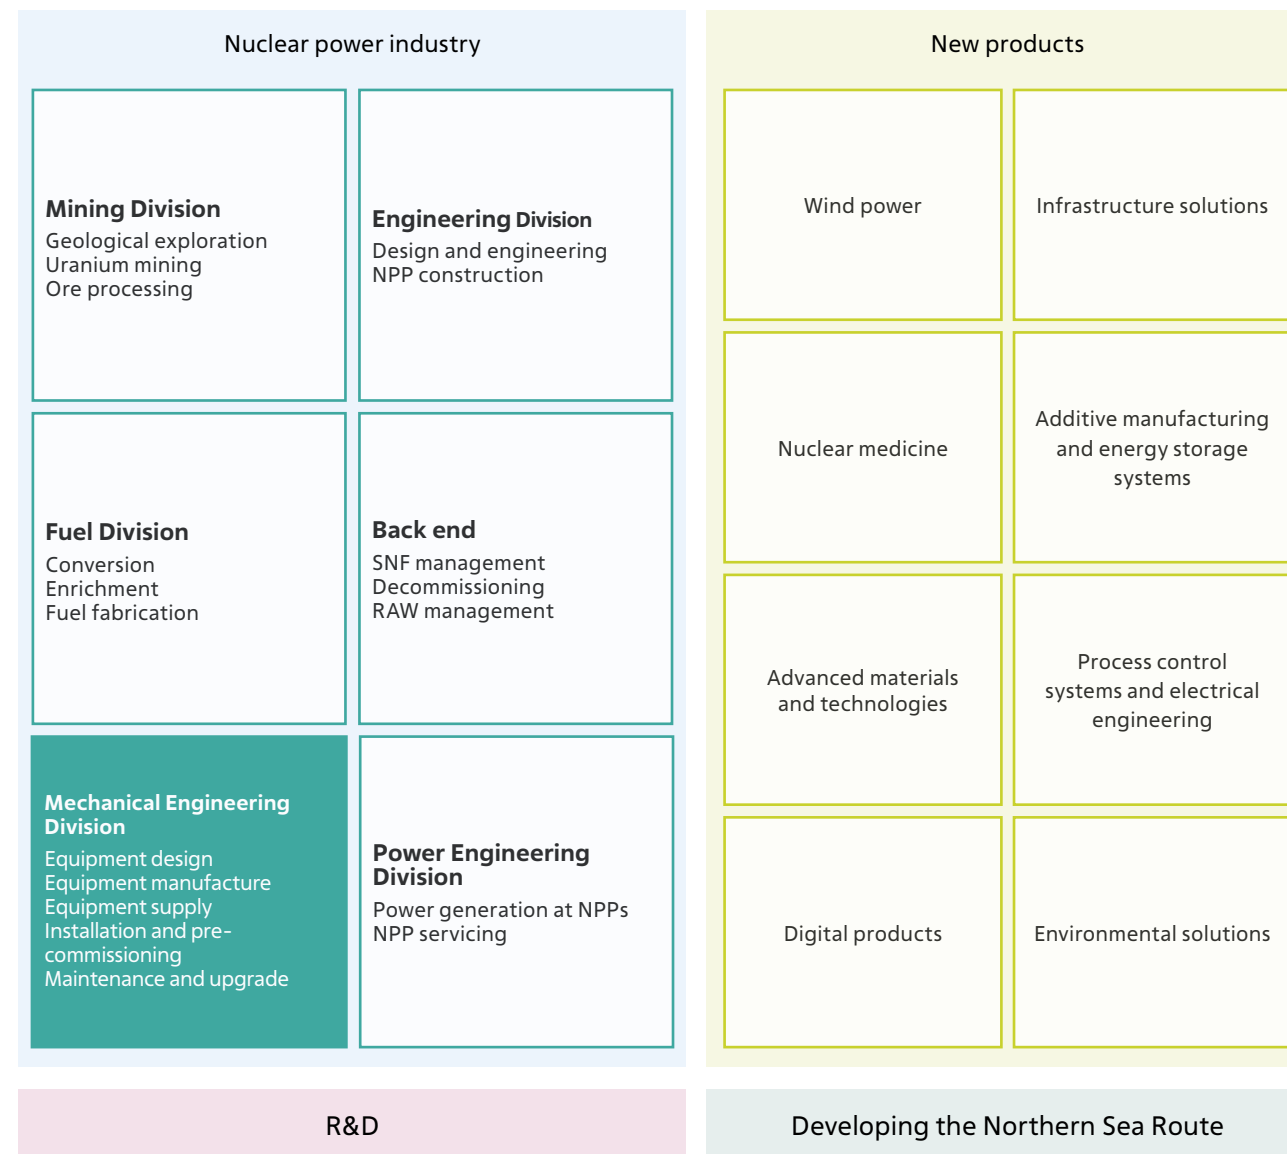 Nuclear power industry
Mining Division
Geological exploration
Uranium mining
Ore processing
Engineering Division
Design and engineering
NPP construction
Fuel Division
Conversion
Enrichment
Fuel fabrication
Back end
SNF management
Decommissioning
RAW management
Mechanical Engineering
Division
Equipment design
Equipment manufacture
Equipment supply
Installation and pre-
commissioning
Maintenance and upgrade
Power Engineering
Division
Power generation at NPPs
NPP servicing
New products
Wind power
Infrastructure solutions
Nuclear medicine
Additive manufacturing
and energy storage
systems
Advanced materials
and technologies
Process control
systems and electrical
engineering
Digital products
Environmental solutions
R&D
Developing the Northern Sea Route